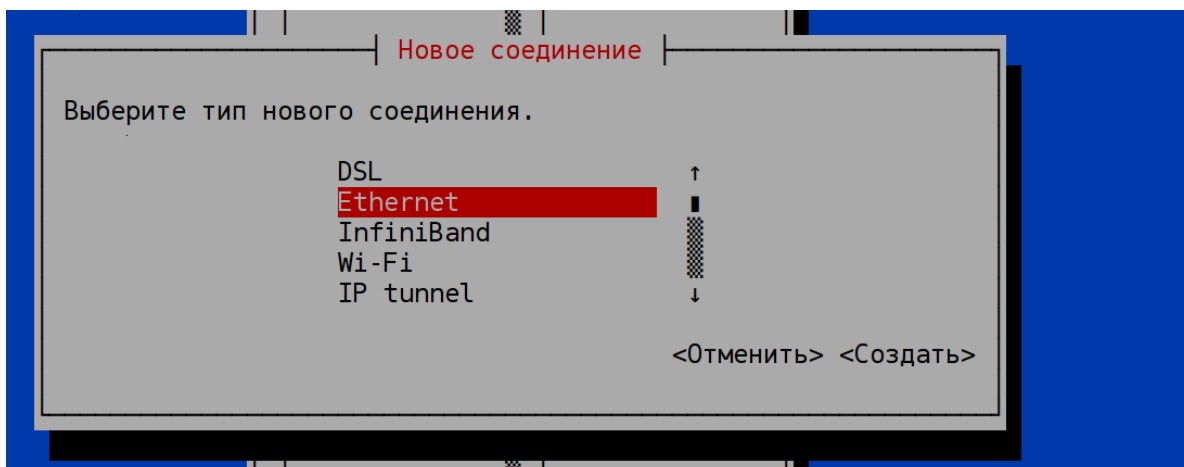 Новое соединение
Выберите тип нового соединения.
DSL
Ethernet
InfiniBand
Wi-Fi
IP tunnel
<Отменить> <Создать>